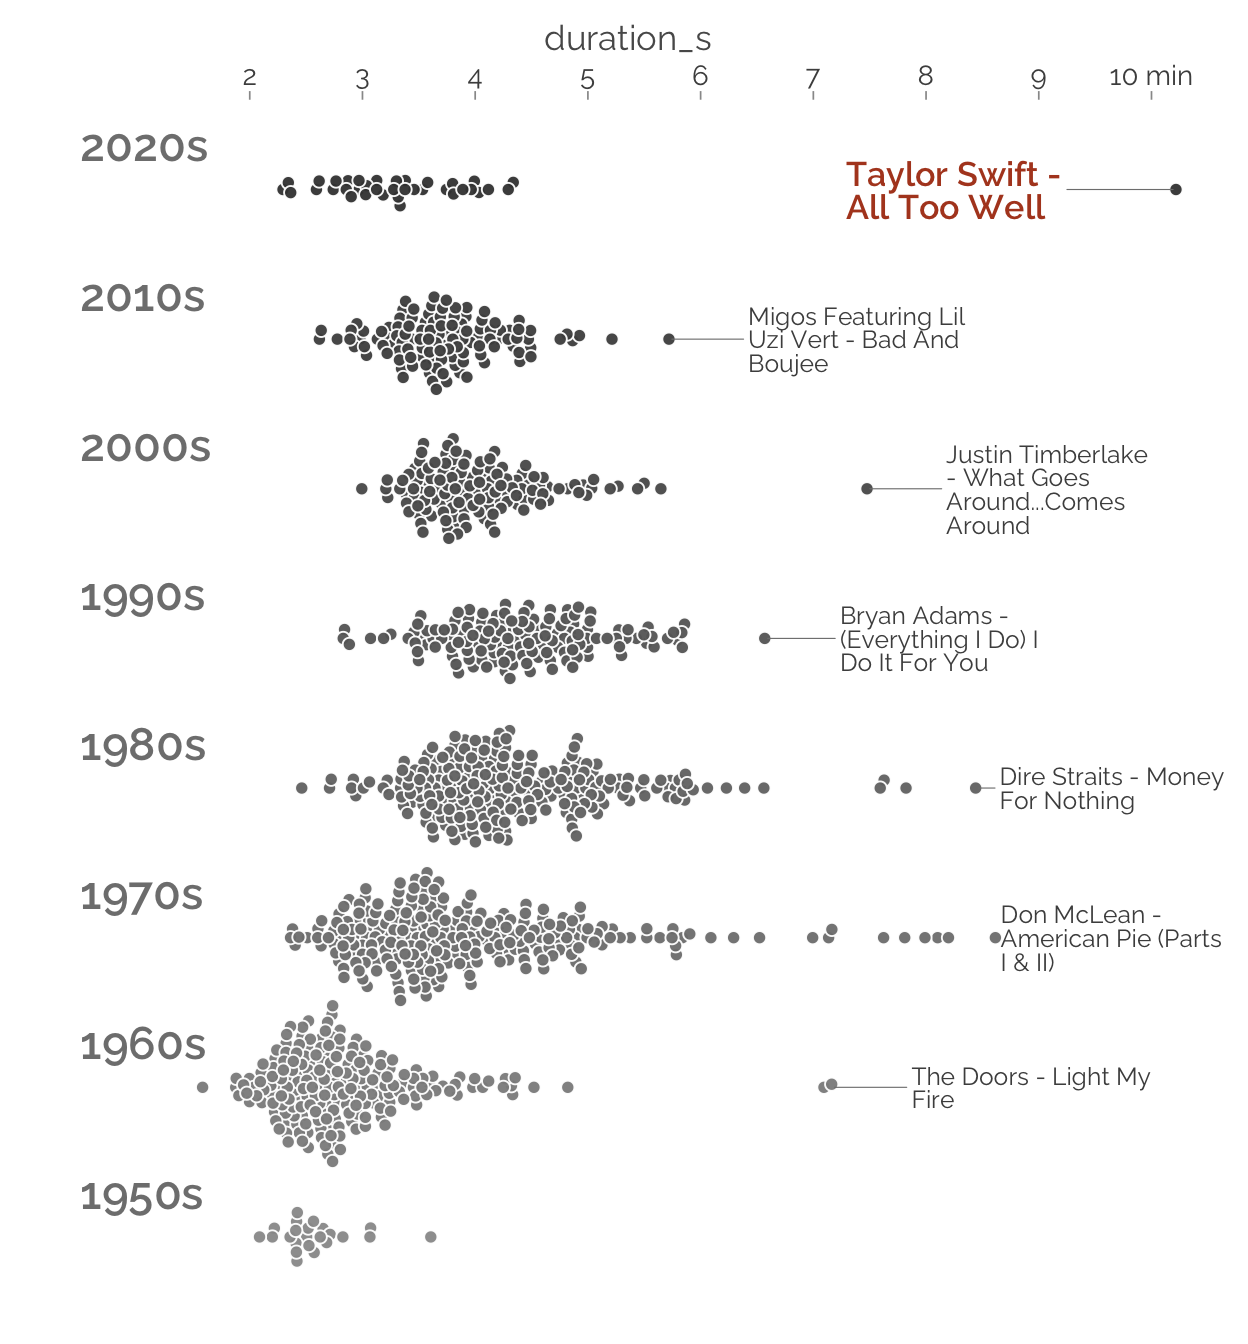 duration_s
2 3 4 5 6 7 8 9 10 min
2020s
Taylor Swift -
All Too Well
2010s
Migos Featuring Lil
Uzi Vert - Bad And
Boujee
2000s
Justin Timberlake
- What Goes
Around...Comes
Around
1990s
Bryan Adams -
(Everything I Do) I
Do It For You
1980s
Dire Straits - Money
For Nothing
1970s
Don McLean -
American Pie (Parts
I & II)
1960s
The Doors - Light My
Fire
1950s